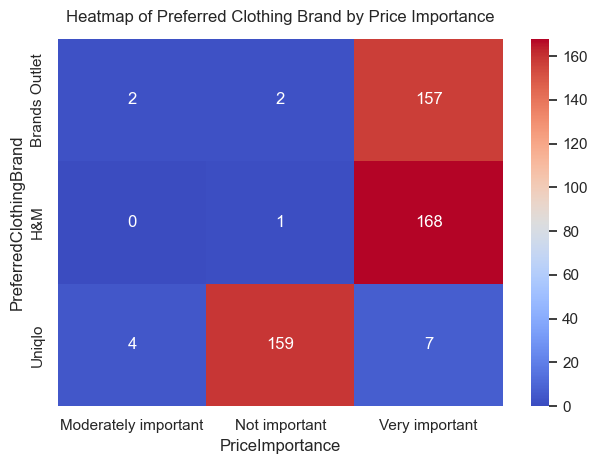 Heatmap of Preferred Clothing Brand by Price Importance
PreferredClothingBrand
Brands Outlet
2 2 157
H&M
0 1 168
Uniqlo
4 159 7
Moderately important Not important Very important
PriceImportance
160
140
120
100
80
60
40
20
0